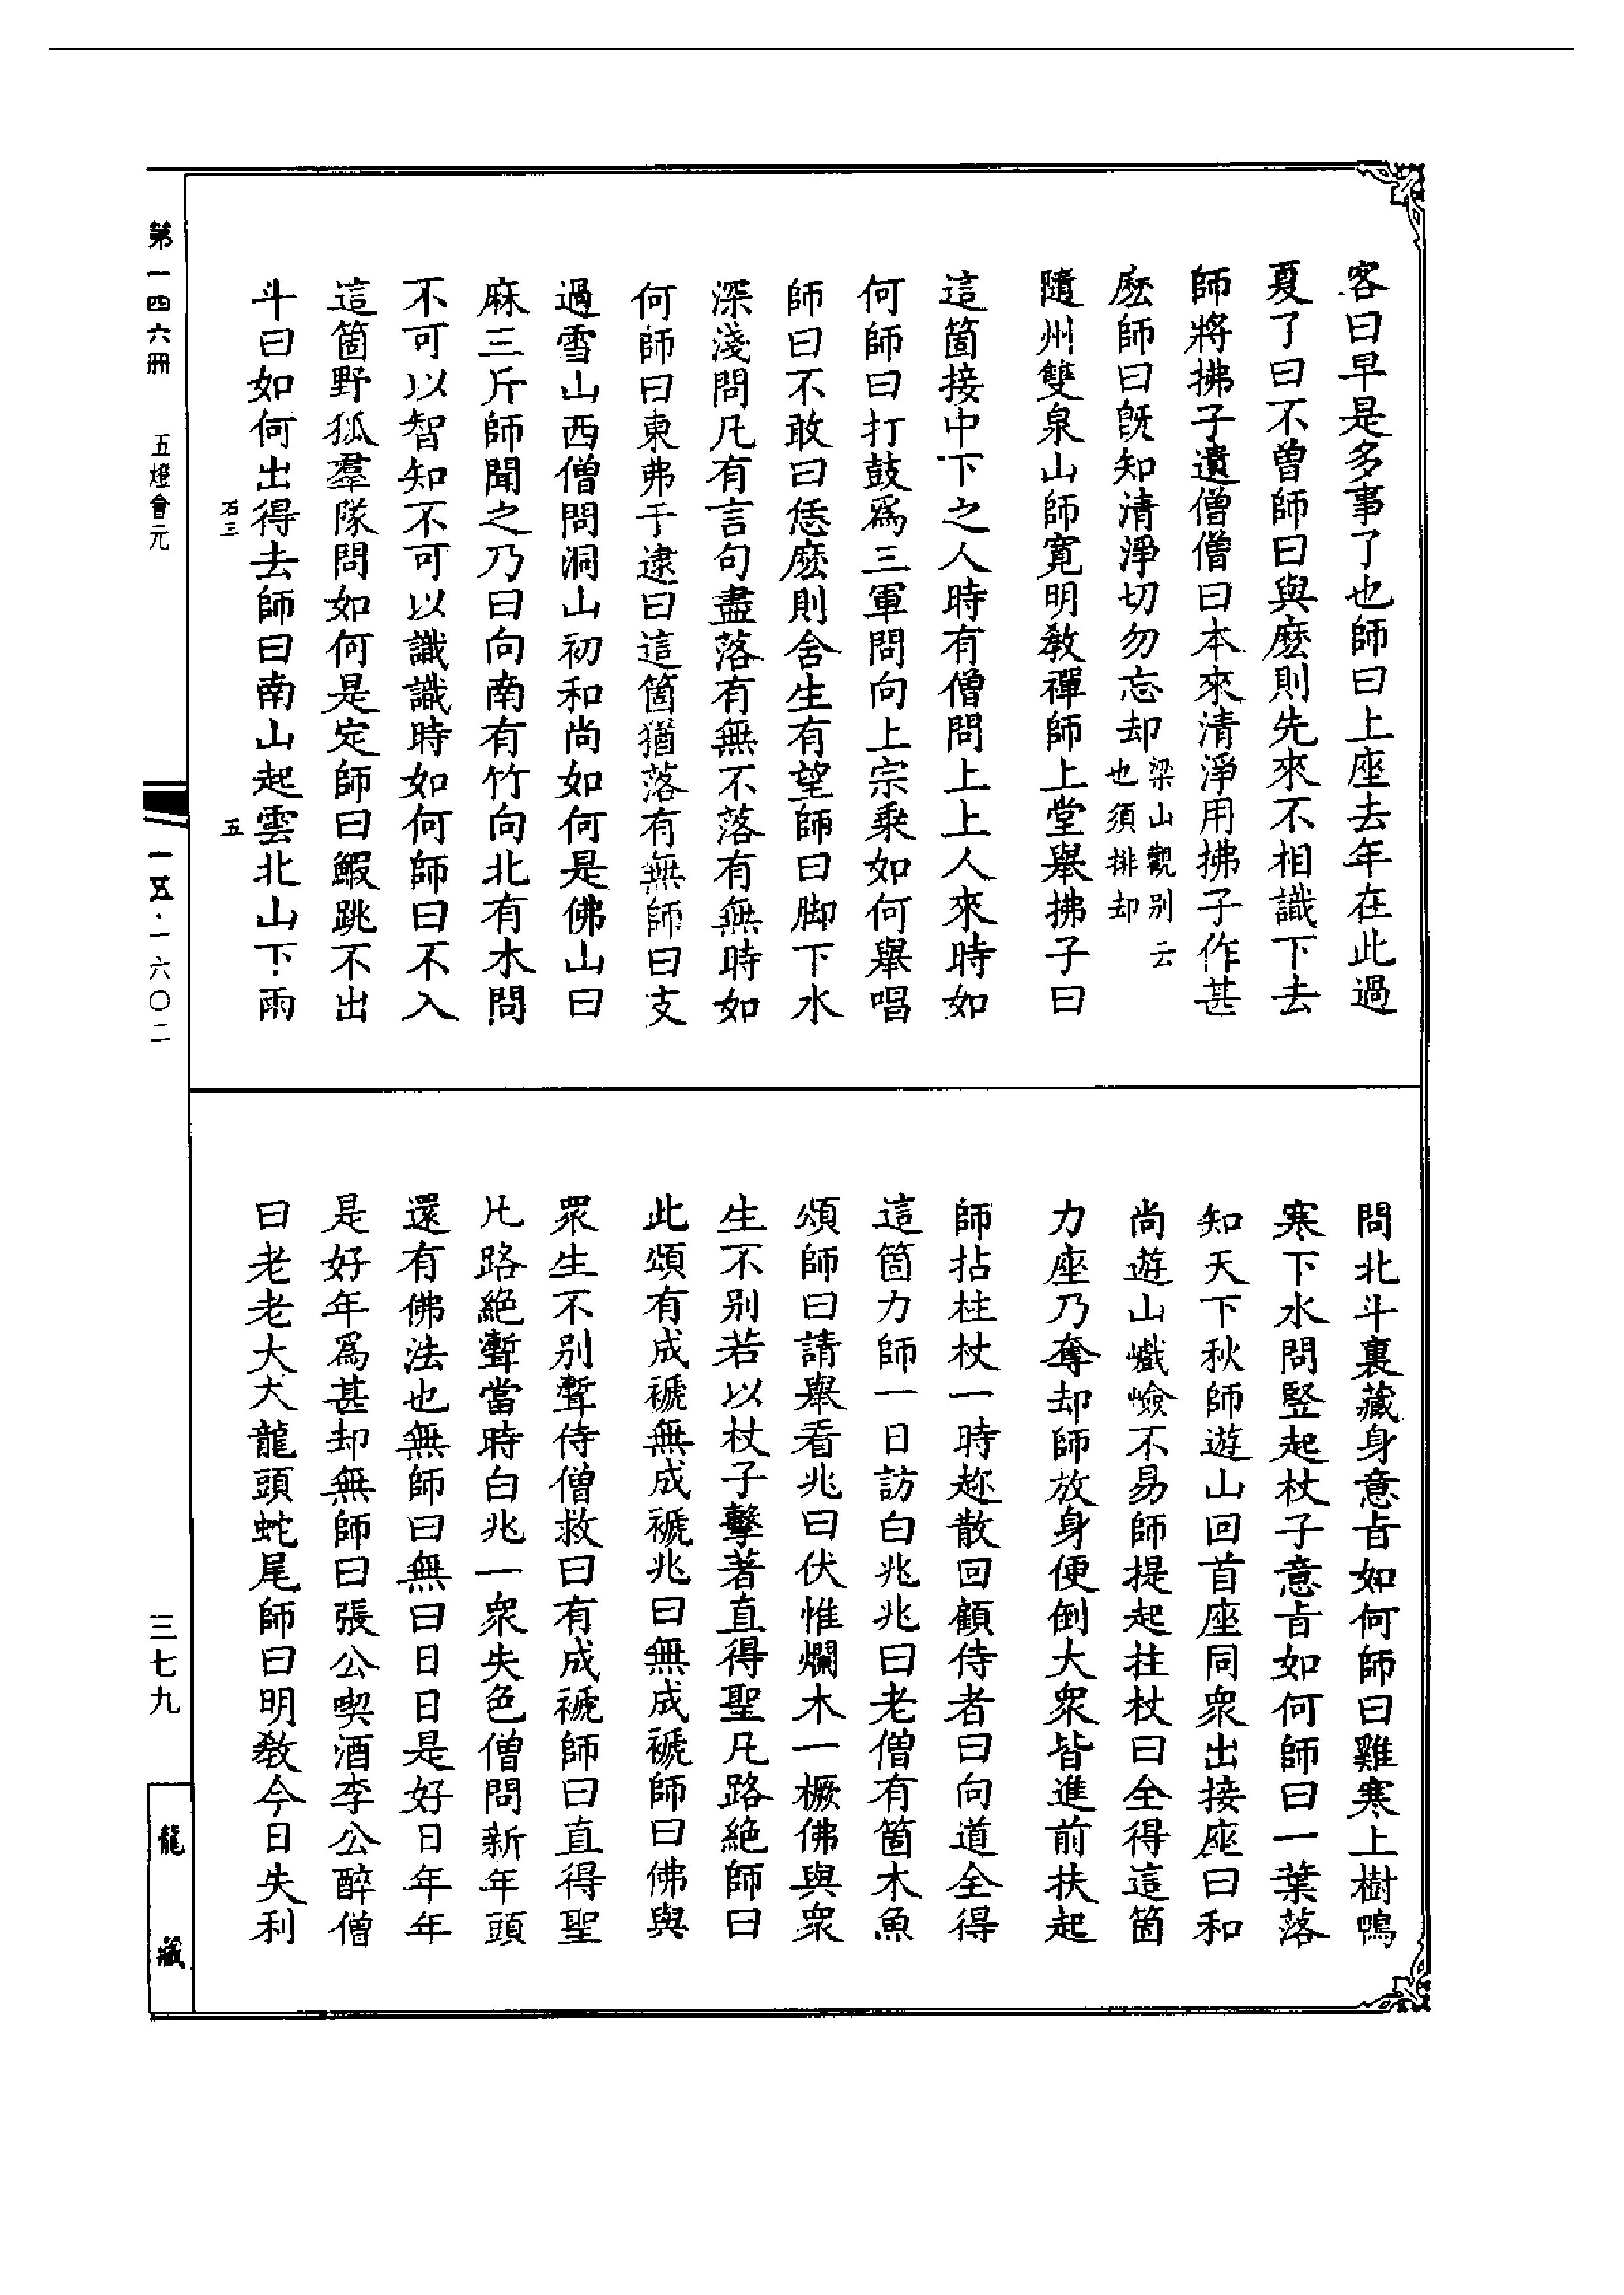 客曰早是多事了也師曰上座去年在此過
夏了曰不曾師曰與麽則先來不相識下去
師將拂子遺僧僧曰本來清淨用拂子作甚
麽師曰旣知清淨切勿忘却梁山觀别云也須排却
隨州雙泉山師寬明教禪師上堂舉拂子曰
這箇接中下之人時有僧問上上人來時如
何師曰打鼓爲三軍問向上宗乗如何舉唱
師曰不敢曰恁麽則含生有望師曰脚下水
深淺問凡有言句盡落有無不落有無時如
何師曰東弗于逮曰這箇猶落有無師曰支
過雪山西僧問洞山初和尚如何是佛山曰
麻三斤師聞之乃曰向南有竹向北有木問
不可以智知不可以識識時如何師曰不入
這箇野狐羣隊問如何是定師曰鰕跳不出
斗曰如何出得去師曰南山起雲北山下雨
問北斗裏藏身意㫖如何師曰雞寒上樹鴨
寒下水問竪起杖子意㫖如何師曰一葉落
知天下秋師遊山回首座同衆出接座曰和
尚遊山巇嶮不易師提起拄杖曰全得這箇
力座乃奪却師放身便倒大衆皆進前扶起
師拈柱杖一時趂散回顧侍者曰向道全得
這箇力師一日訪白兆兆曰老僧有箇木魚
頌師曰請舉看兆曰伏惟爛木一橛佛與衆
生不别若以杖子擊著直得聖凡路絶師曰
此頌有成褫無成褫兆曰無成褫師曰佛與
衆生不别聻侍僧救曰有成褫師曰直得聖
凡路絶聻當時白兆一衆失色僧問新年頭
還有佛法也無師曰無曰日日是好日年年
是好年爲甚却無師曰張公喫酒李公醉僧
曰老老大大龍頭蛇尾師曰明教今日失利
第一四六冊 五燈會元
石三 五
一五·一六〇二
三七九
龍藏